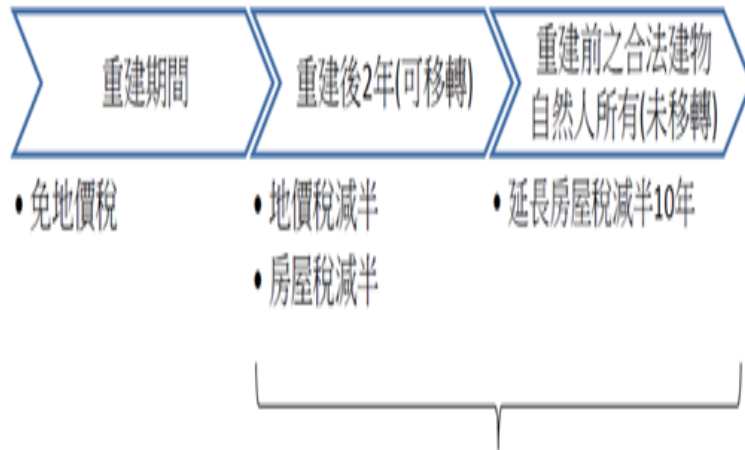 重建期間
• 免地價稅
重建後2年(可移轉)
• 地價稅減半
• 房屋稅減半
重建前之合法建物
自然人所有(未移轉)
• 延長房屋稅減半10年